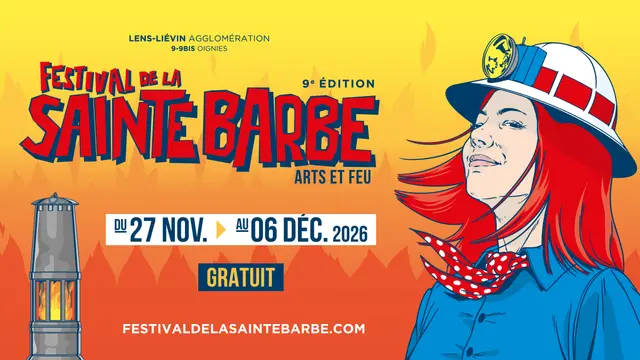 LENS-LIÉVIN AGGLOMÉRATION
9-9BIS OIGNIES
FESTIVAL DE LA
9e ÉDITION
SAINTE BARBE
ARTS ET FEU
DU 27 NOV. AU 06 DÉC. 2026
GRATUIT
FESTIVALDELASAINTEBARBE.COM